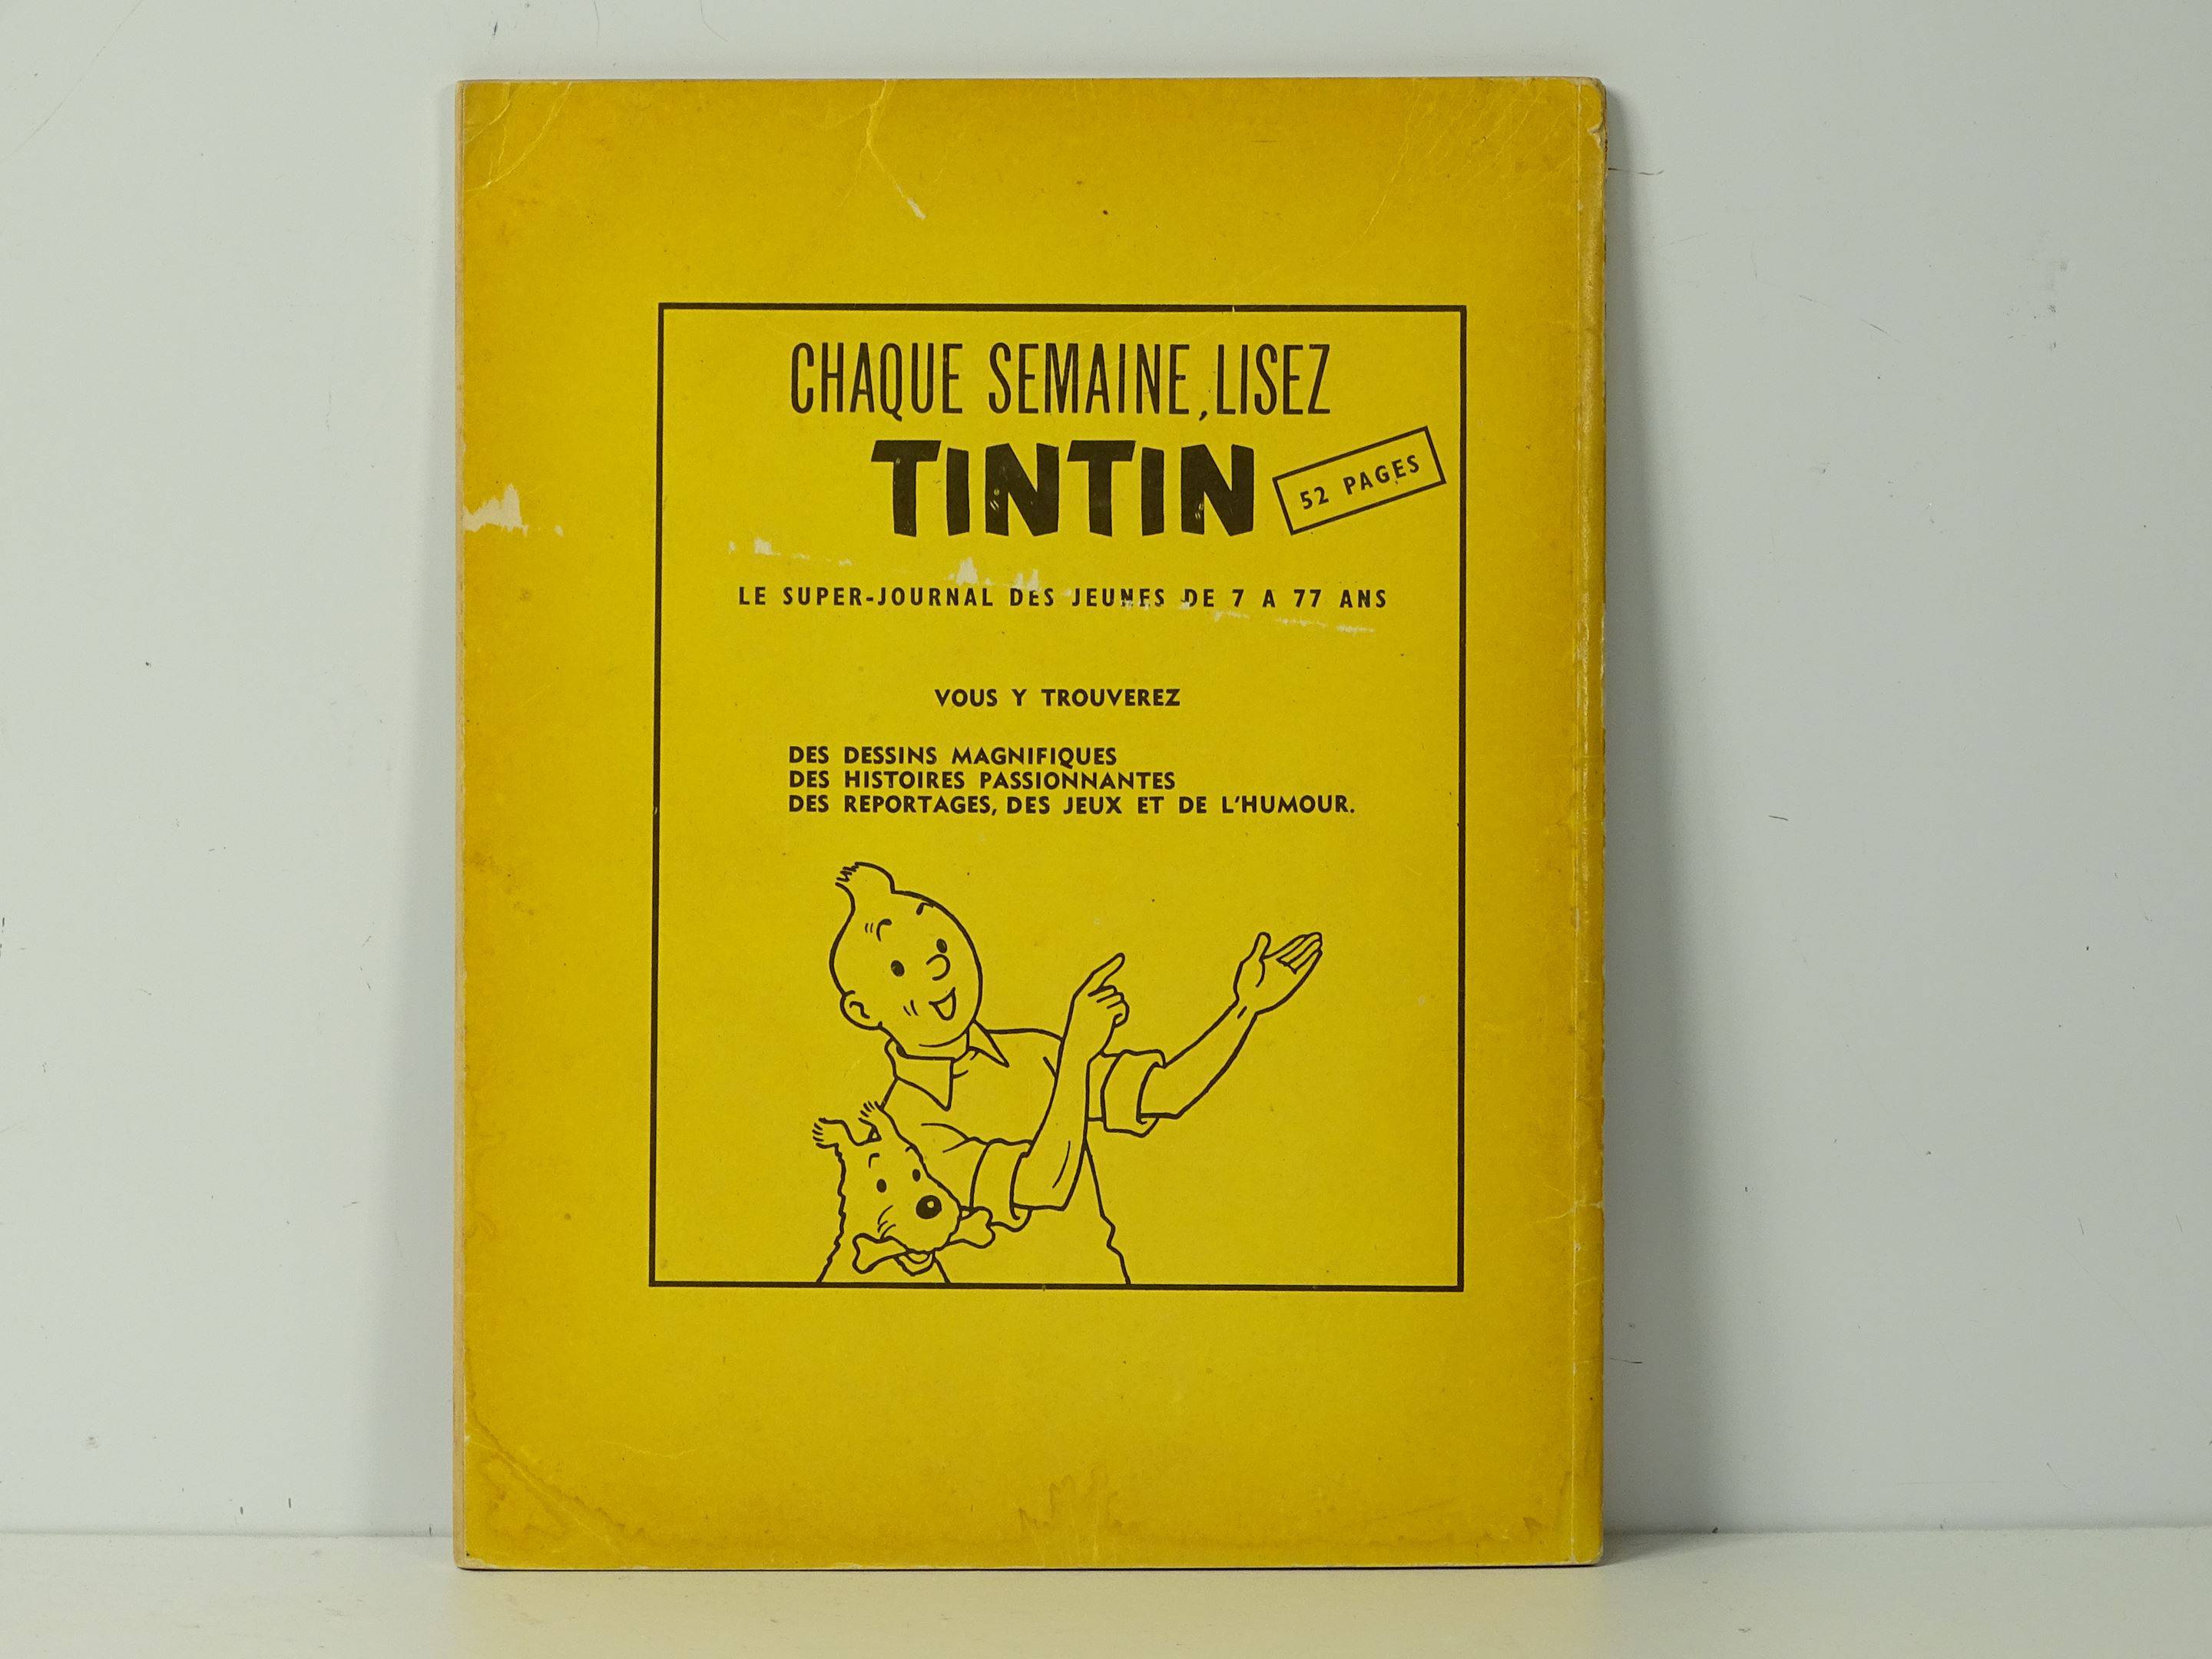 CHAQUE SEMAINE, LISEZ
TINTIN
52 PAGES
LE SUPER-JOURNAL DES JEUNES DE 7 A 77 ANS
VOUS Y TROUVEREZ
DES DESSINS MAGNIFIQUES
DES HISTOIRES PASSIONNANTES
DES REPORTAGES, DES JEUX ET DE L'HUMOUR.